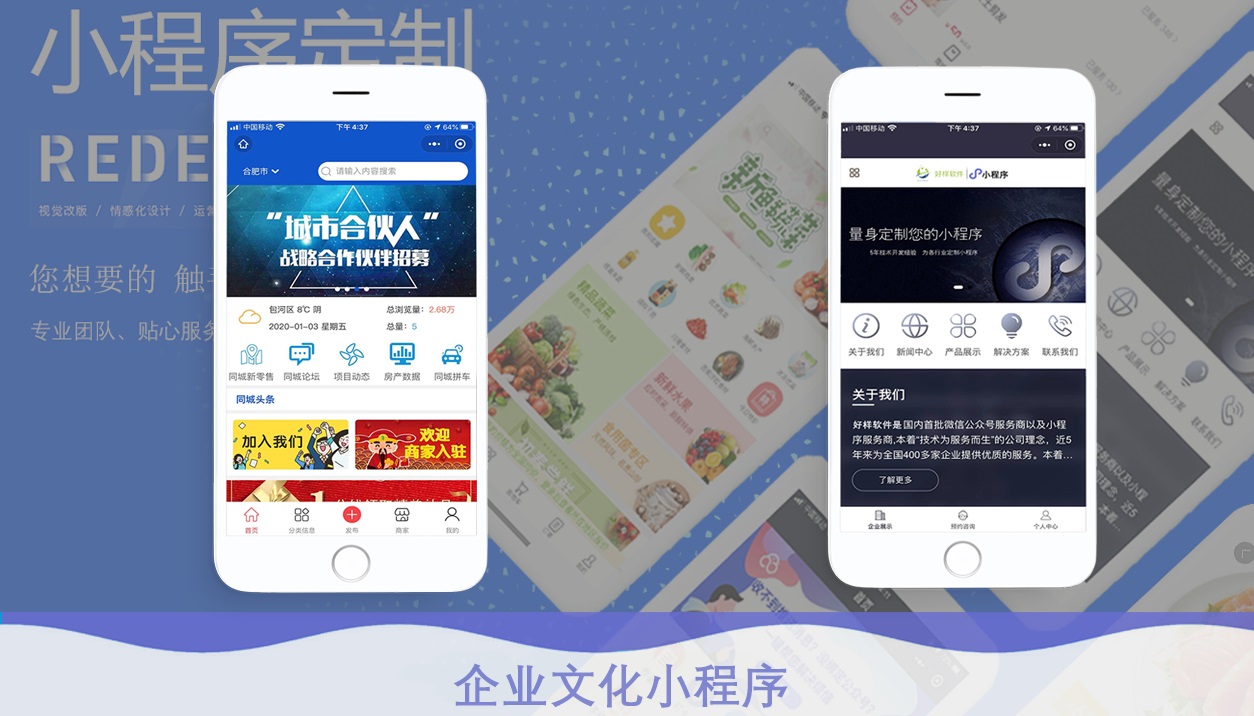 小程序定制
REDE
视觉改版 / 情感化设计 / 运营
您想要的 触
专业团队、贴心服务
中国移动 下午4:37 64%
合肥市 请输入内容搜索
“城市合伙人”
战略合作伙伴招募
包河区 8℃ 阴 总浏览量：2.68万
2020-01-03 星期五 总量：5
同城新零售 同城论坛 项目动态 房产数据 同城拼车
同城头条
加入我们 欢迎
商家入驻
首页 分类信息 发布 商家 我的
中国移动 下午4:37 64%
好样软件 小程序
量身定制您的小程序
5年技术开发经验 为各行业定制小程序
关于我们 新闻中心 产品展示 解决方案 联系我们
关于我们
好样软件是国内首批微信公众号服务商以及小程
序服务商,本着“技术为服务而生”的公司理念，近5
年来为全国400多家企业提供优质的服务。本着...
了解更多
企业展示 预约咨询 个人中心
新鲜蔬菜
精品蔬菜
新鲜水果
食用菌专区
量身定制您的小程序
产品展示
解决方案
联系我们
首页
企业文化小程序